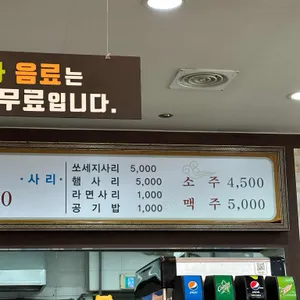 음료는
무료입니다.
·사리·
쏘세지사리 5,000
햄 사 리 5,000
라면사리 1,000
공 기 밥 1,000
소 주 4,500
맥 주 5,000
pepsi